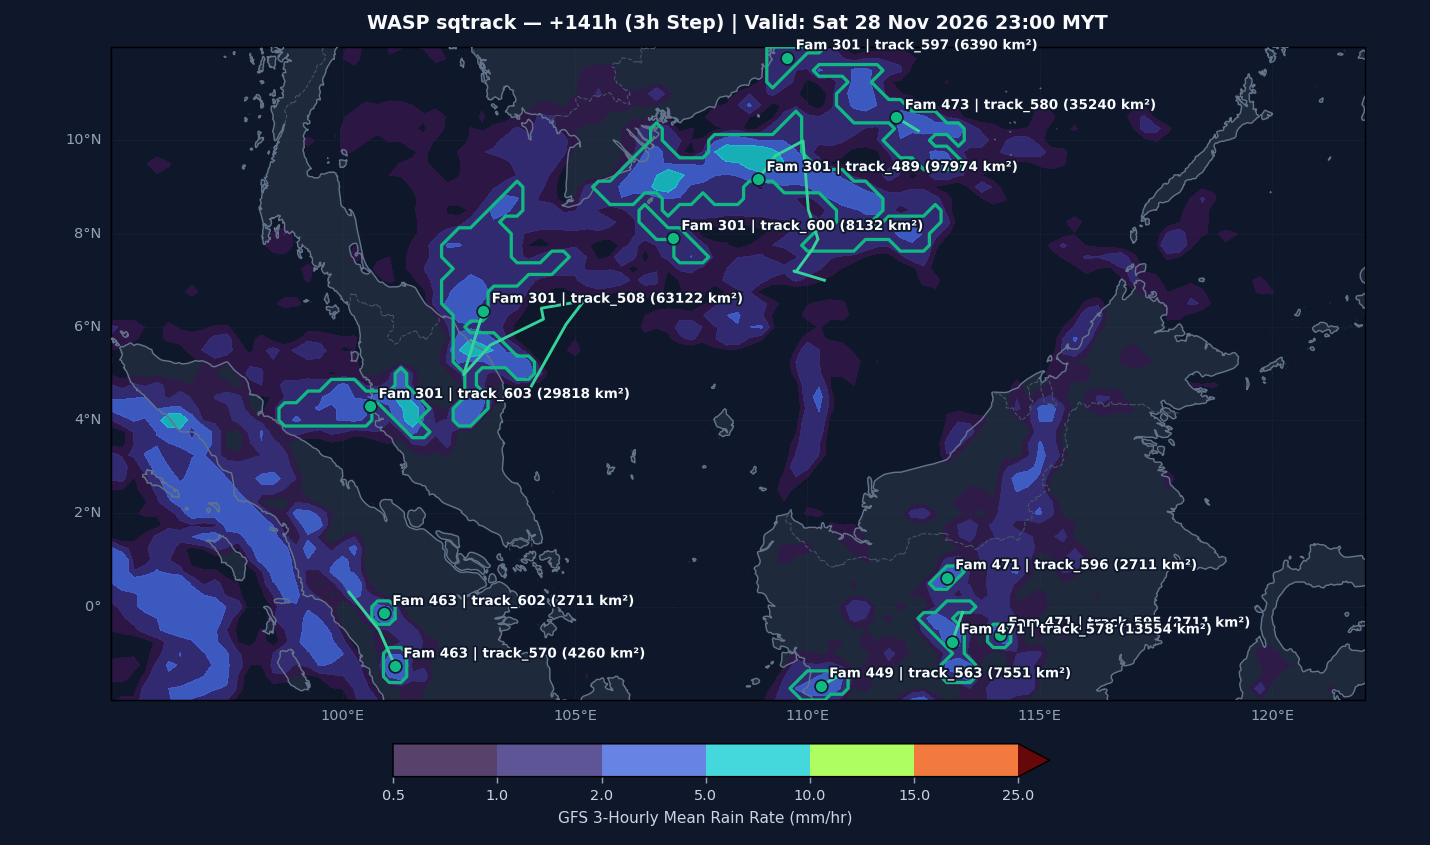 WASP sqtrack — +141h (3h Step) | Valid: Sat 28 Nov 2026 23:00 MYT
Fam 301 | track_597 (6390 km²)
Fam 473 | track_580 (35240 km²)
10°N
Fam 301 | track_489 (97974 km²)
8°N
Fam 301 | track_600 (8132 km²)
Fam 301 | track_508 (63122 km²)
6°N
Fam 301 | track_603 (29818 km²)
4°N
2°N
Fam 471 | track_596 (2711 km²)
0°
Fam 463 | track_602 (2711 km²)
Fam 471 | track_595 (2711 km²)
Fam 471 | track_578 (13554 km²)
Fam 463 | track_570 (4260 km²)
Fam 449 | track_563 (7551 km²)
100°E 105°E 110°E 115°E 120°E
0.5 1.0 2.0 5.0 10.0 15.0 25.0
GFS 3-Hourly Mean Rain Rate (mm/hr)